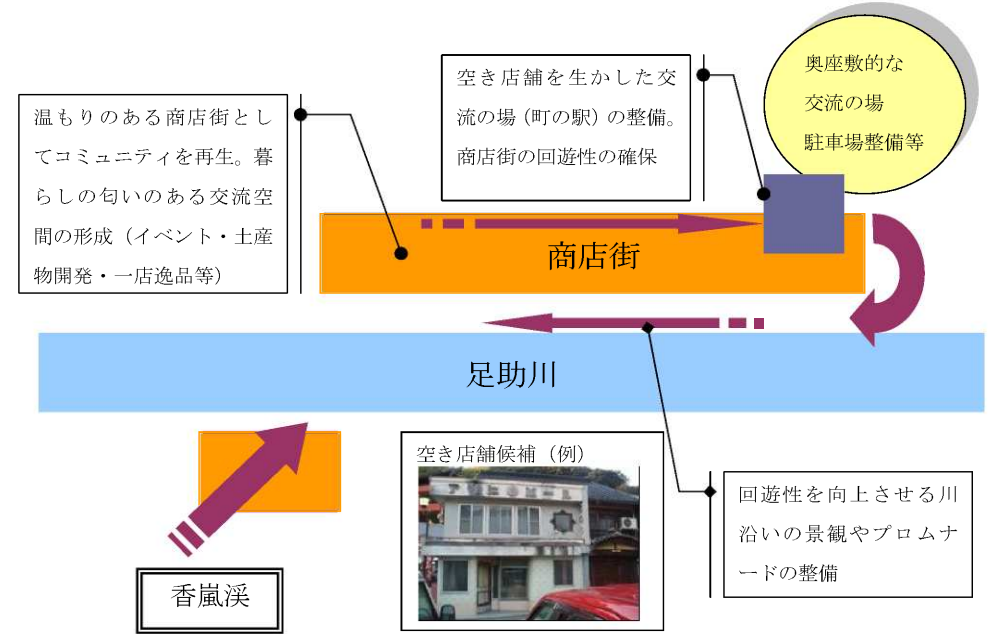 温もりのある商店街とし
てコミュニティを再生。暮
らしの匂いのある交流空
間の形成（イベント・土産
物開発・一店逸品等）
空き店舗を生かした交
流の場（町の駅）の整備。
商店街の回遊性の確保
奥座敷的な
交流の場
駐車場整備等
商店街
足助川
空き店舗候補（例）
回遊性を向上させる川
沿いの景観やプロムナ
ードの整備
香嵐渓